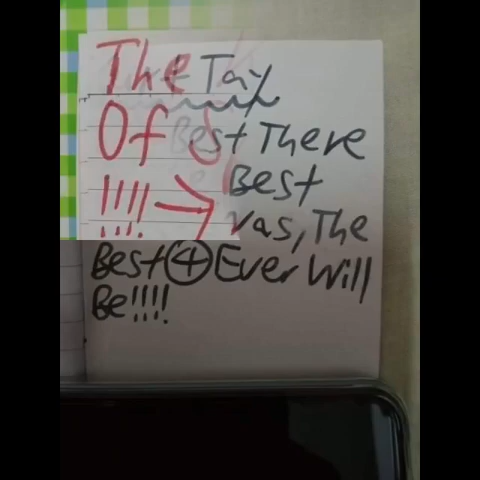 The Tay
Of Best There
!!!! → Best
Vas, The
Best ④ Ever Will
Be!!!!